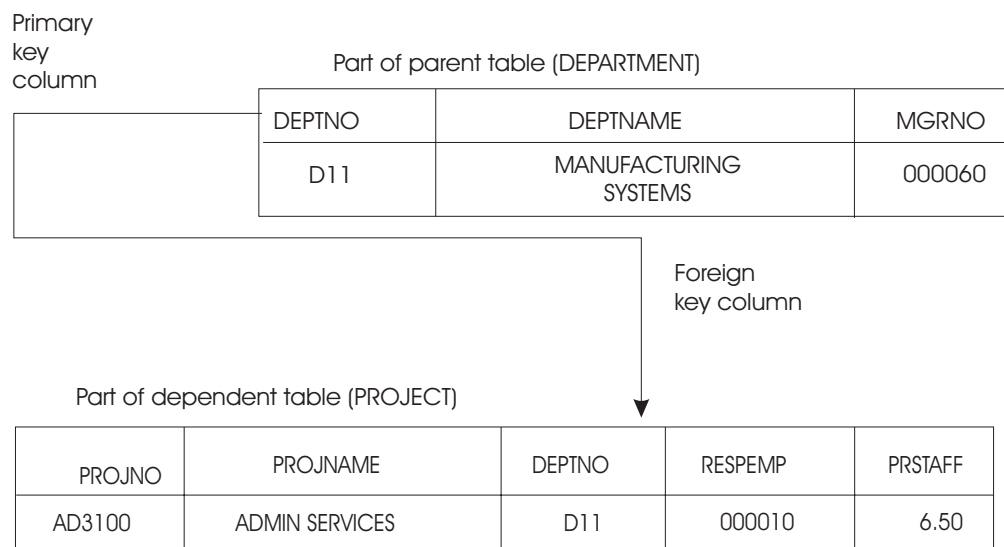 Primary
key
column
Part of parent table (DEPARTMENT)
DEPTNO DEPTNAME MGRNO
D11 MANUFACTURING SYSTEMS 000060
Foreign
key column
Part of dependent table (PROJECT)
PROJNO PROJNAME DEPTNO RESPEMP PRSTAFF
AD3100 ADMIN SERVICES D11 000010 6.50